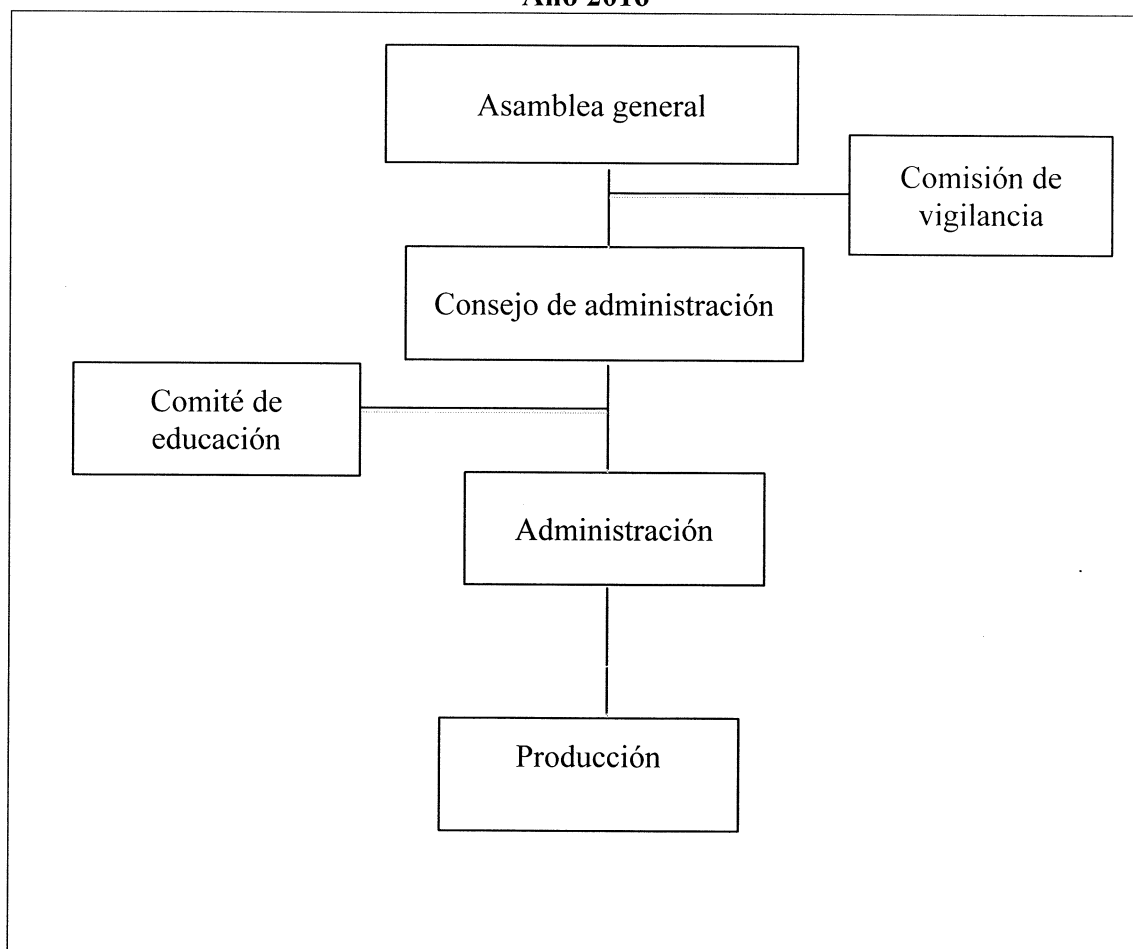 Asamblea general
Comisión de
vigilancia
Consejo de administración
Comité de
educación
Administración
Producción